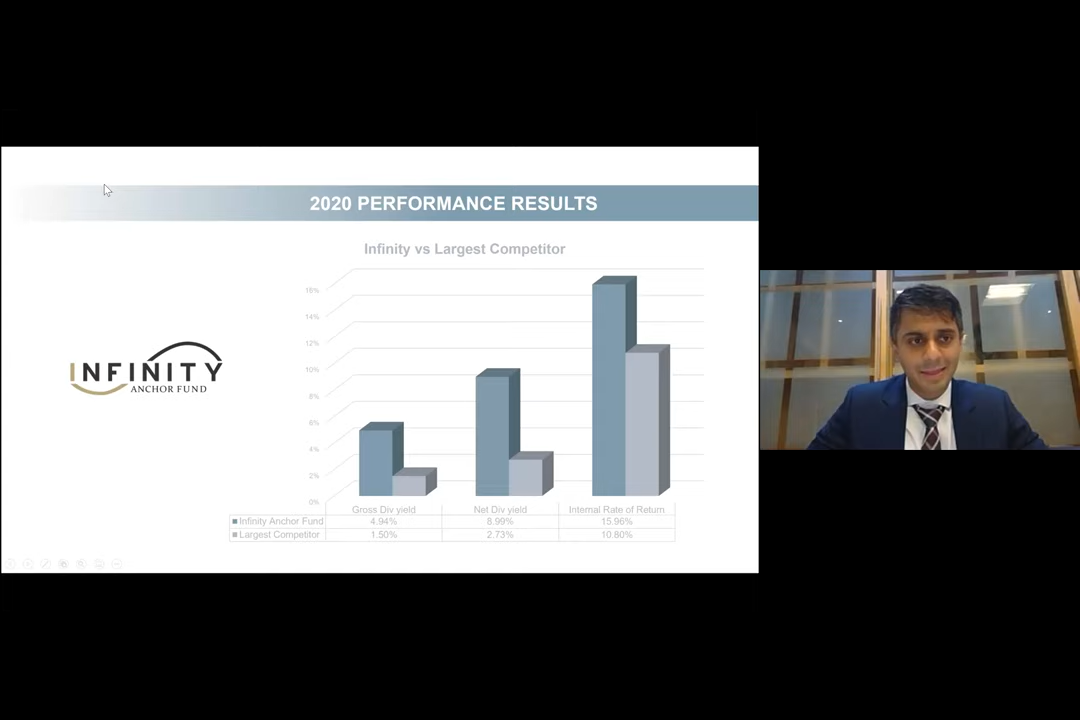 2020 PERFORMANCE RESULTS
Infinity vs Largest Competitor
16%
14%
12%
10%
8%
6%
4%
2%
0%
INFINITY
ANCHOR FUND
Gross Div yield Net Div yield Internal Rate of Return
Infinity Anchor Fund 4.94% 8.99% 15.96%
Largest Competitor 1.50% 2.73% 10.80%